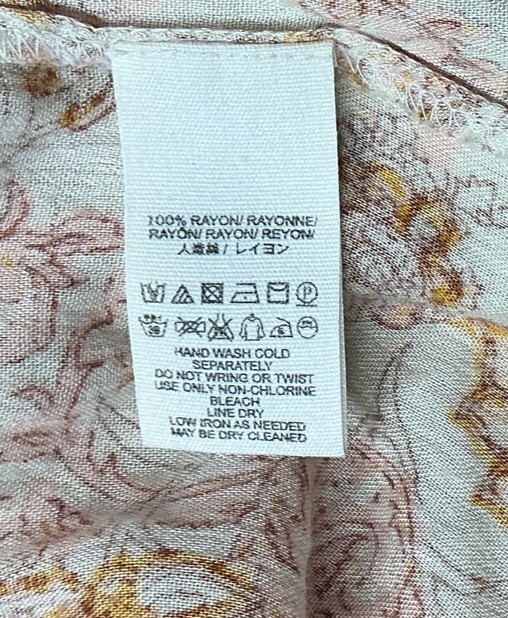 100% RAYON/ RAYONNE/
RAYÓN/ RAYON/ REYON/
人造絲/ レイヨン
HAND WASH COLD
SEPARATELY
DO NOT WRING OR TWIST
USE ONLY NON-CHLORINE
BLEACH
LINE DRY
LOW IRON AS NEEDED
MAY BE DRY CLEANED